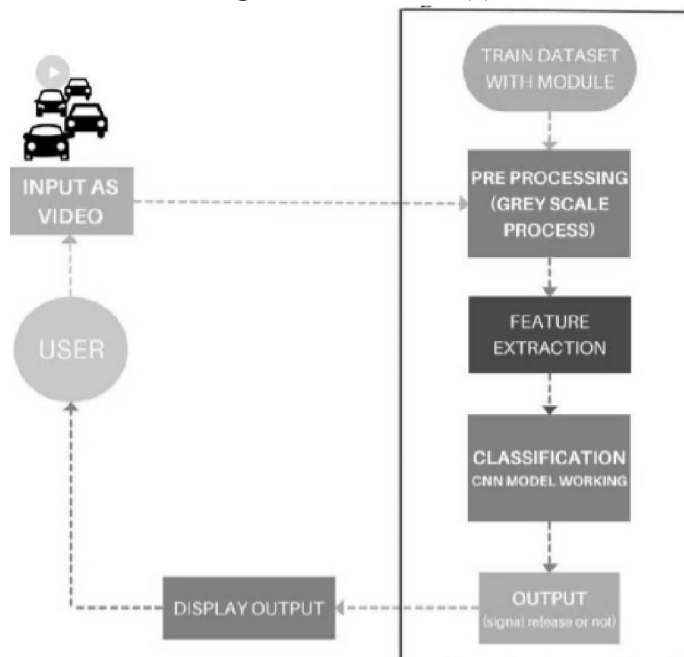 TRAIN DATASET
WITH MODULE
INPUT AS
VIDEO
PRE PROCESSING
(GREY SCALE
PROCESS)
USER
FEATURE
EXTRACTION
CLASSIFICATION
CNN MODEL WORKING
DISPLAY OUTPUT
OUTPUT
(signal release or not)